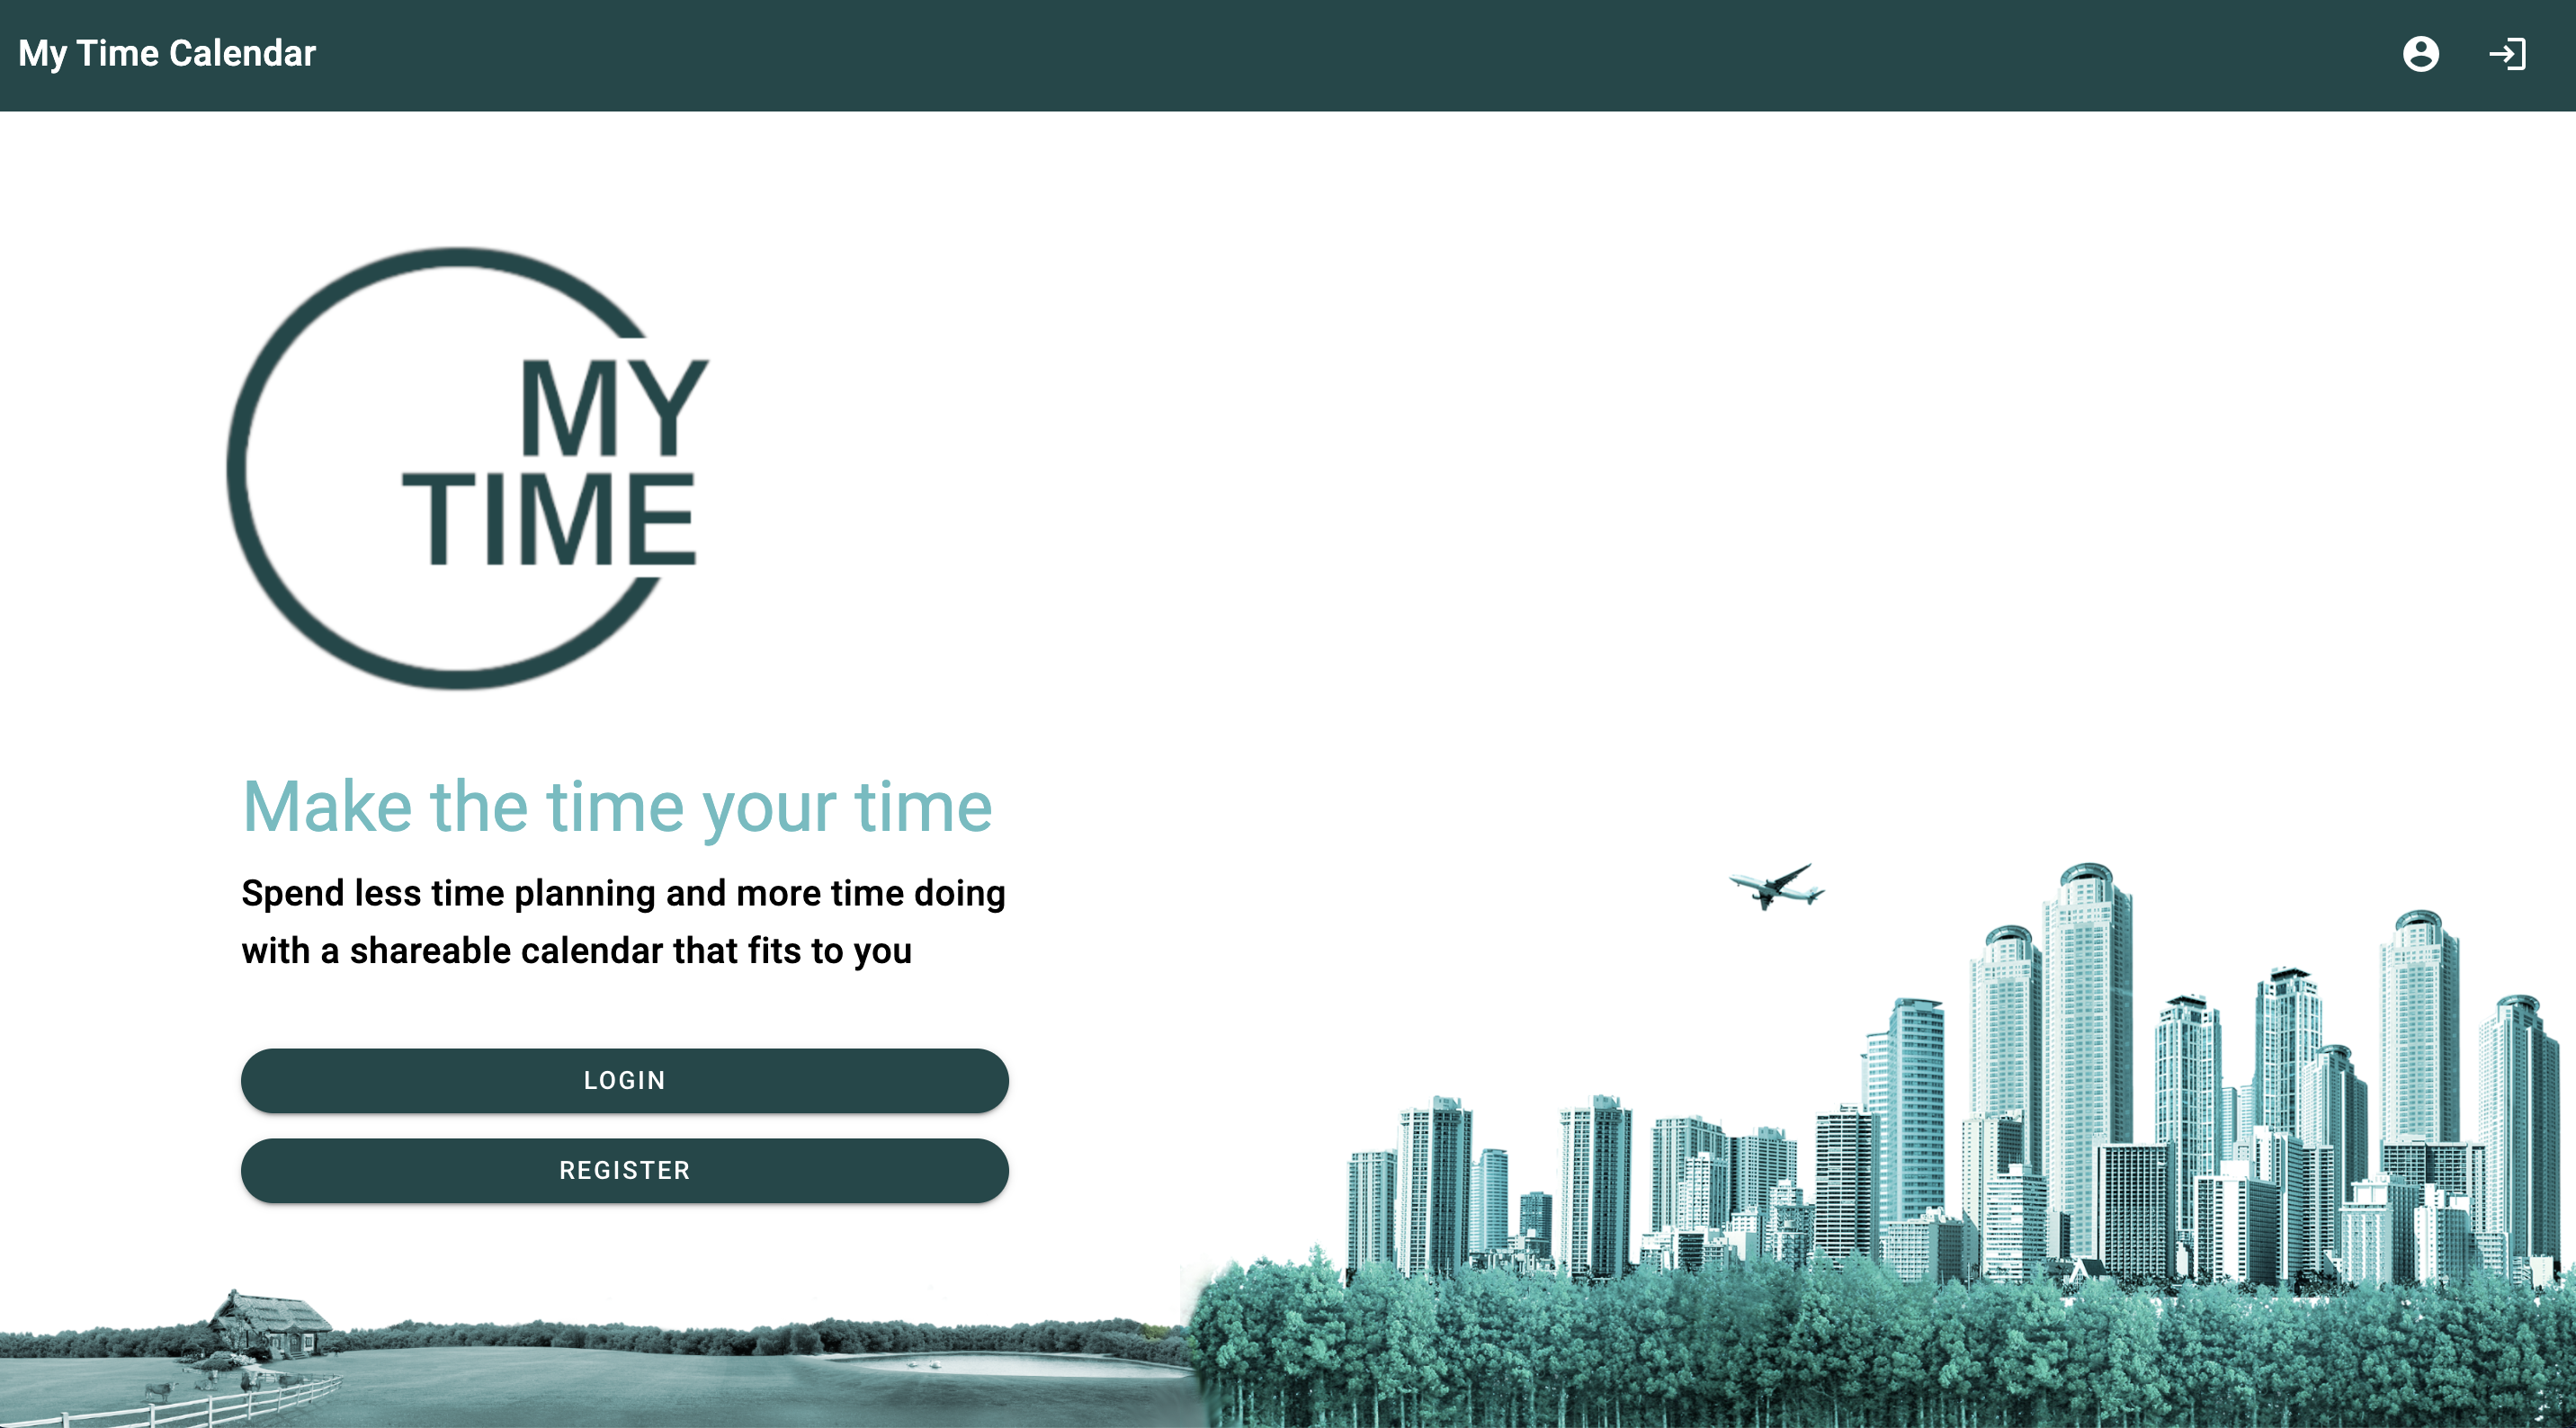 My Time Calendar
MY
TIME
Make the time your time
Spend less time planning and more time doing
with a shareable calendar that fits to you
LOGIN
REGISTER